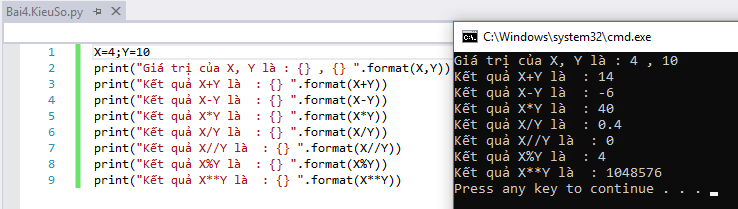 Bai4.KieuSo.py
1 X=4;Y=10
2 print("Giá trị của X, Y là : {} , {} ".format(X,Y))
3 print("Kết quả X+Y là  : {} ".format(X+Y))
4 print("Kết quả X-Y là  : {} ".format(X-Y))
5 print("Kết quả X*Y là  : {} ".format(X*Y))
6 print("Kết quả X/Y là  : {} ".format(X/Y))
7 print("Kết quả X//Y là  : {} ".format(X//Y))
8 print("Kết quả X%Y là  : {} ".format(X%Y))
9 print("Kết quả X**Y là  : {} ".format(X**Y))
C:\Windows\system32\cmd.exe
Giá trị của X, Y là : 4 , 10
Kết quả X+Y là  : 14
Kết quả X-Y là  : -6
Kết quả X*Y là  : 40
Kết quả X/Y là  : 0.4
Kết quả X//Y là  : 0
Kết quả X%Y là  : 4
Kết quả X**Y là  : 1048576
Press any key to continue . . .